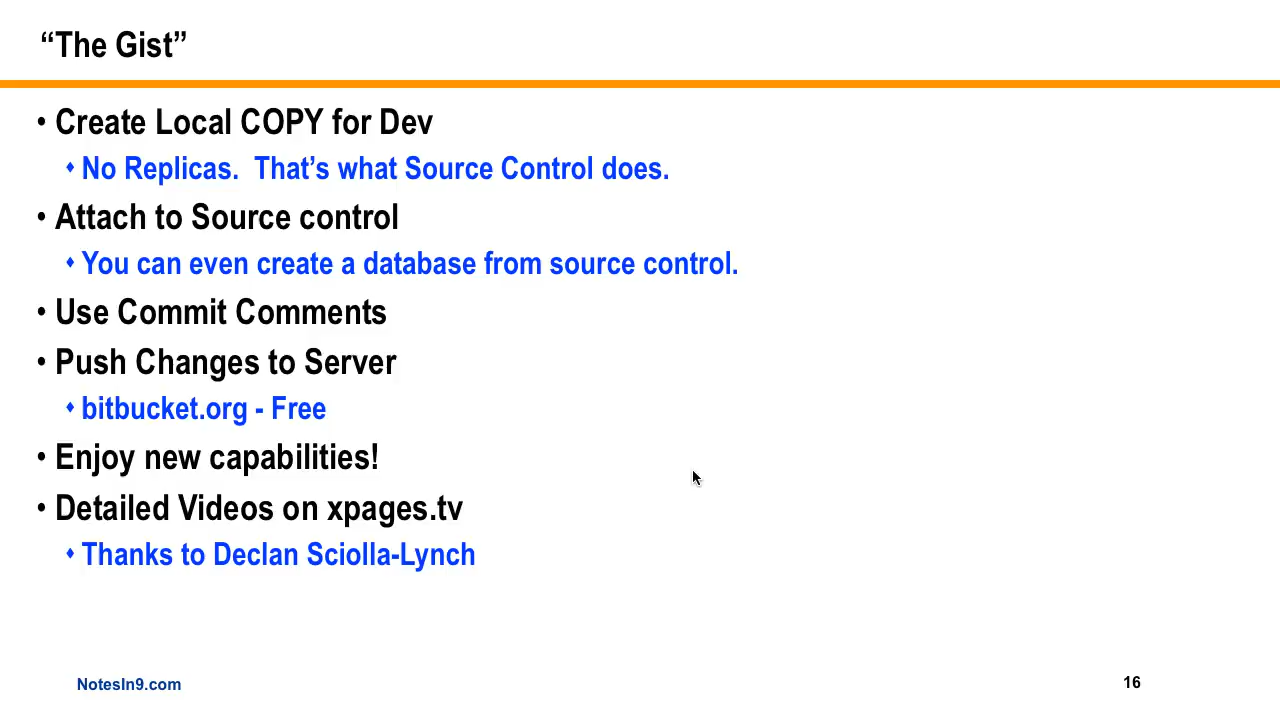 “The Gist”
• Create Local COPY for Dev
♦ No Replicas.  That’s what Source Control does.
• Attach to Source control
♦ You can even create a database from source control.
• Use Commit Comments
• Push Changes to Server
♦ bitbucket.org - Free
• Enjoy new capabilities!
• Detailed Videos on xpages.tv
♦ Thanks to Declan Sciolla-Lynch
NotesIn9.com
16